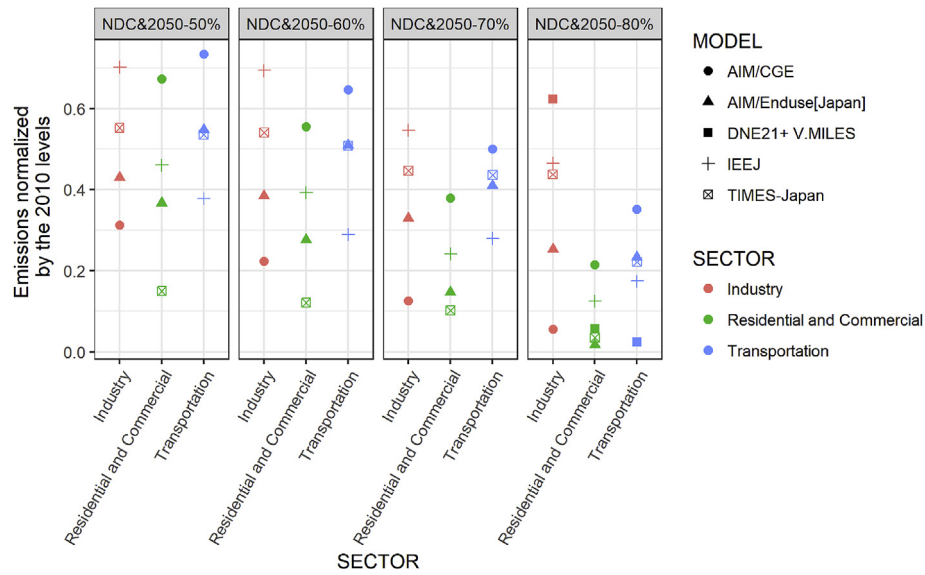 NDC&2050-50%
NDC&2050-60%
NDC&2050-70%
NDC&2050-80%
Emissions normalized
by the 2010 levels
0.6
0.4
0.2
0.0
Industry
Residential and Commercial
Transportation
Industry
Residential and Commercial
Transportation
Industry
Residential and Commercial
Transportation
Industry
Residential and Commercial
Transportation
SECTOR
MODEL
AIM/CGE
AIM/Enduse[Japan]
DNE21+ V.MILES
IEEJ
TIMES-Japan
SECTOR
Industry
Residential and Commercial
Transportation